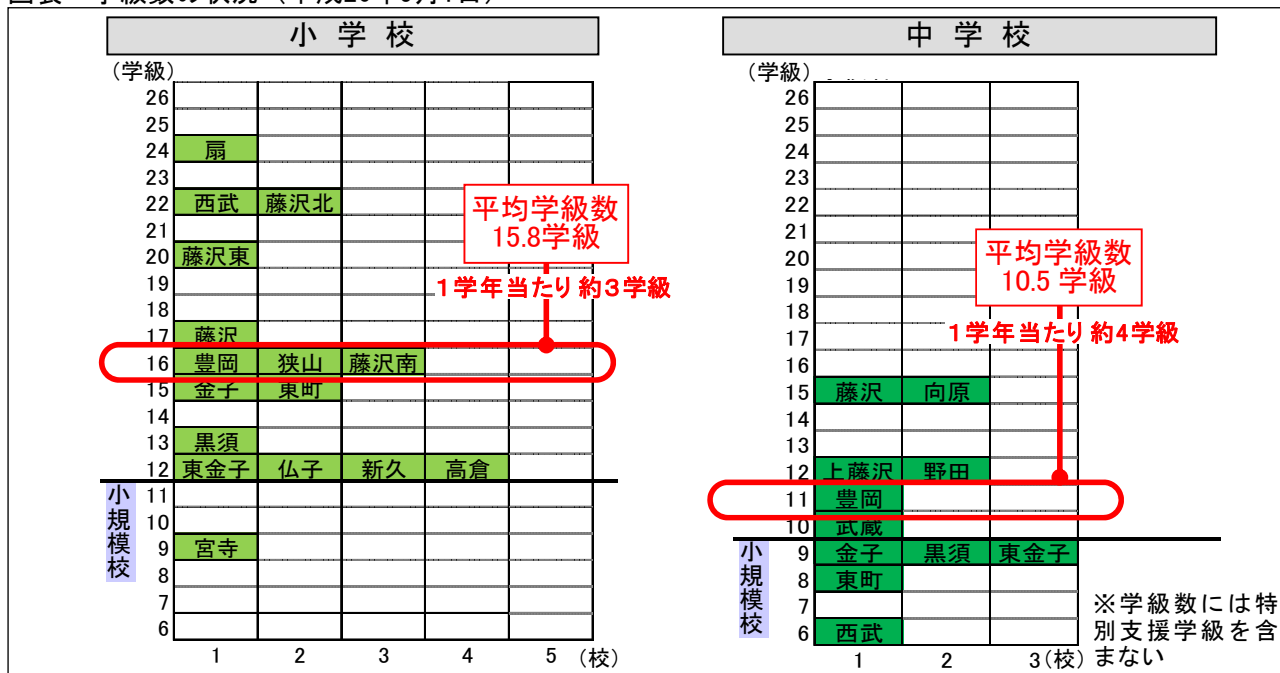 小学校
(学級)
26
25
24 扇
23
22 西武 藤沢北
21
20 藤沢東
19
18
17 藤沢
16 豊岡 狭山 藤沢南
15 金子 東町
14
13 黒須
12 東金子 仏子 新久 高倉
11
10
9 宮寺
8
7
6
1 2 3 4 5 (校)
小規模校
平均学級数
15.8学級
1学年当たり約3学級
中学校
(学級)
26
25
24
23
22
21
20
19
18
17
16
15 藤沢 向原
14
13
12 上藤沢 野田
11 豊岡
10 武蔵
9 金子 黒須 東金子
8 東町
7
6 西武
1 2 3(校)
小規模校
平均学級数
10.5 学級
1学年当たり約4学級
※学級数には特
別支援学級を含
まない